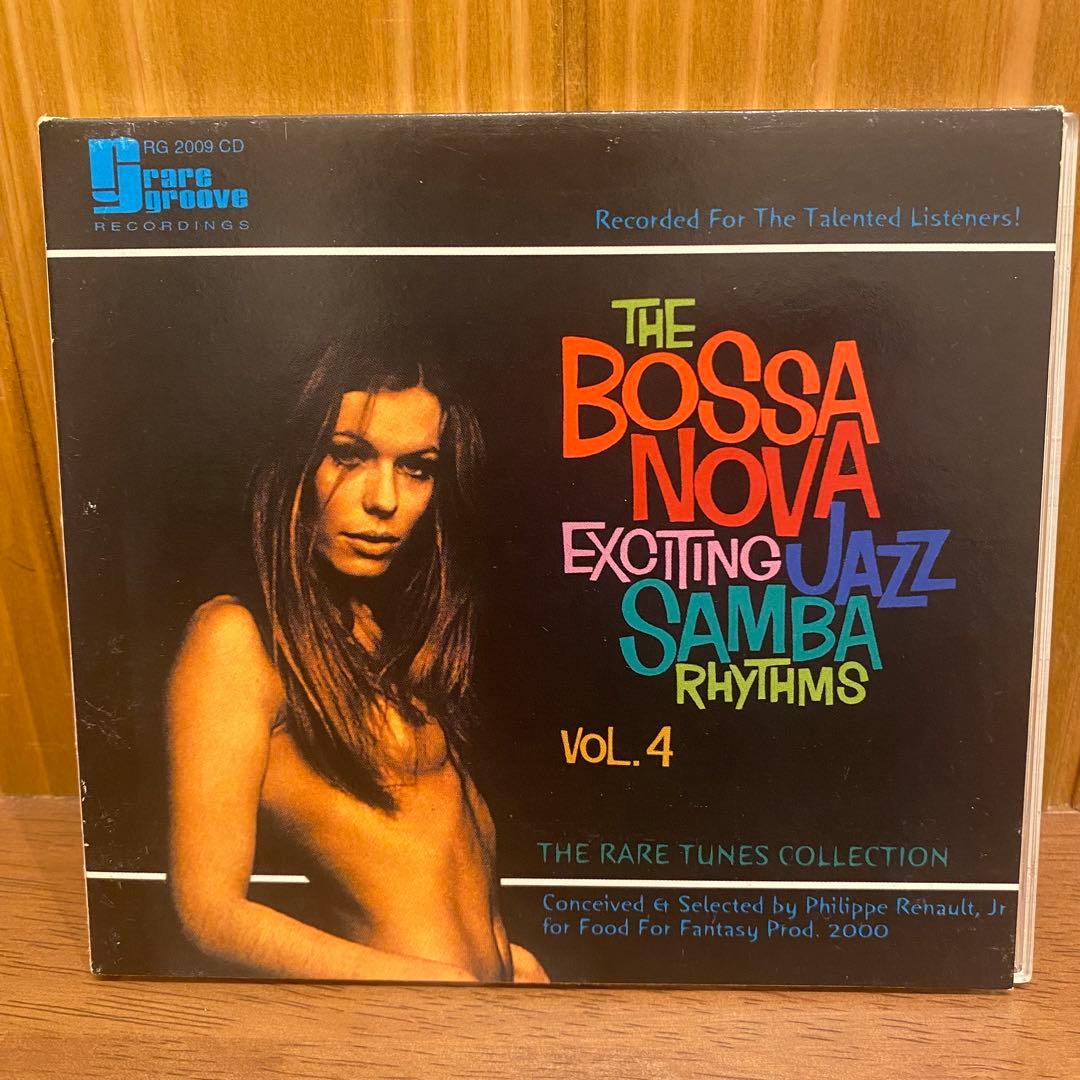 RG 2009 CD
rare
groove
RECORDINGS
Recorded For The Talented Listeners!
THE
BOSSA
NOVA
EXCITING JAZZ
SAMBA
RHYTHMS
VOL. 4
THE RARE TUNES COLLECTION
Conceived & Selected by Philippe Renault, Jr
for Food For Fantasy Prod. 2000